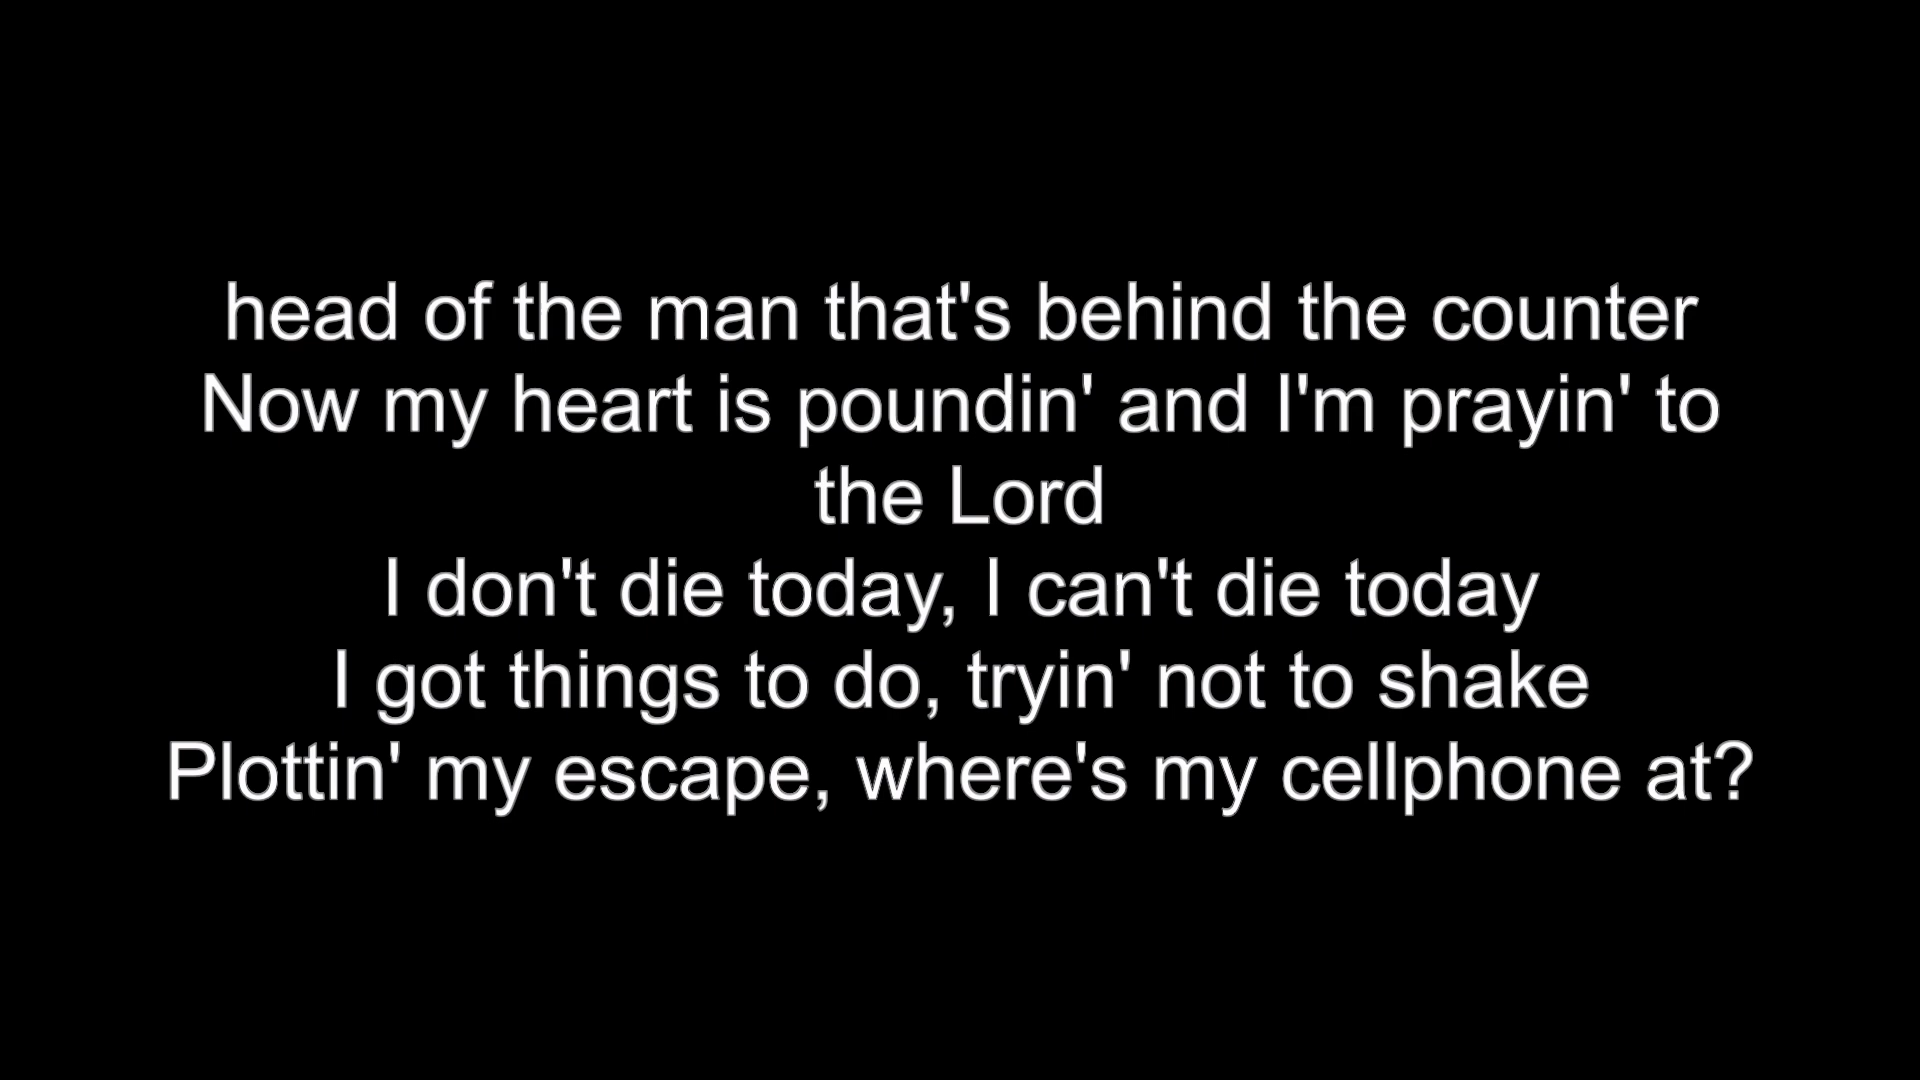 head of the man that's behind the counter
Now my heart is poundin' and I'm prayin' to
the Lord
I don't die today, I can't die today
I got things to do, tryin' not to shake
Plottin' my escape, where's my cellphone at?